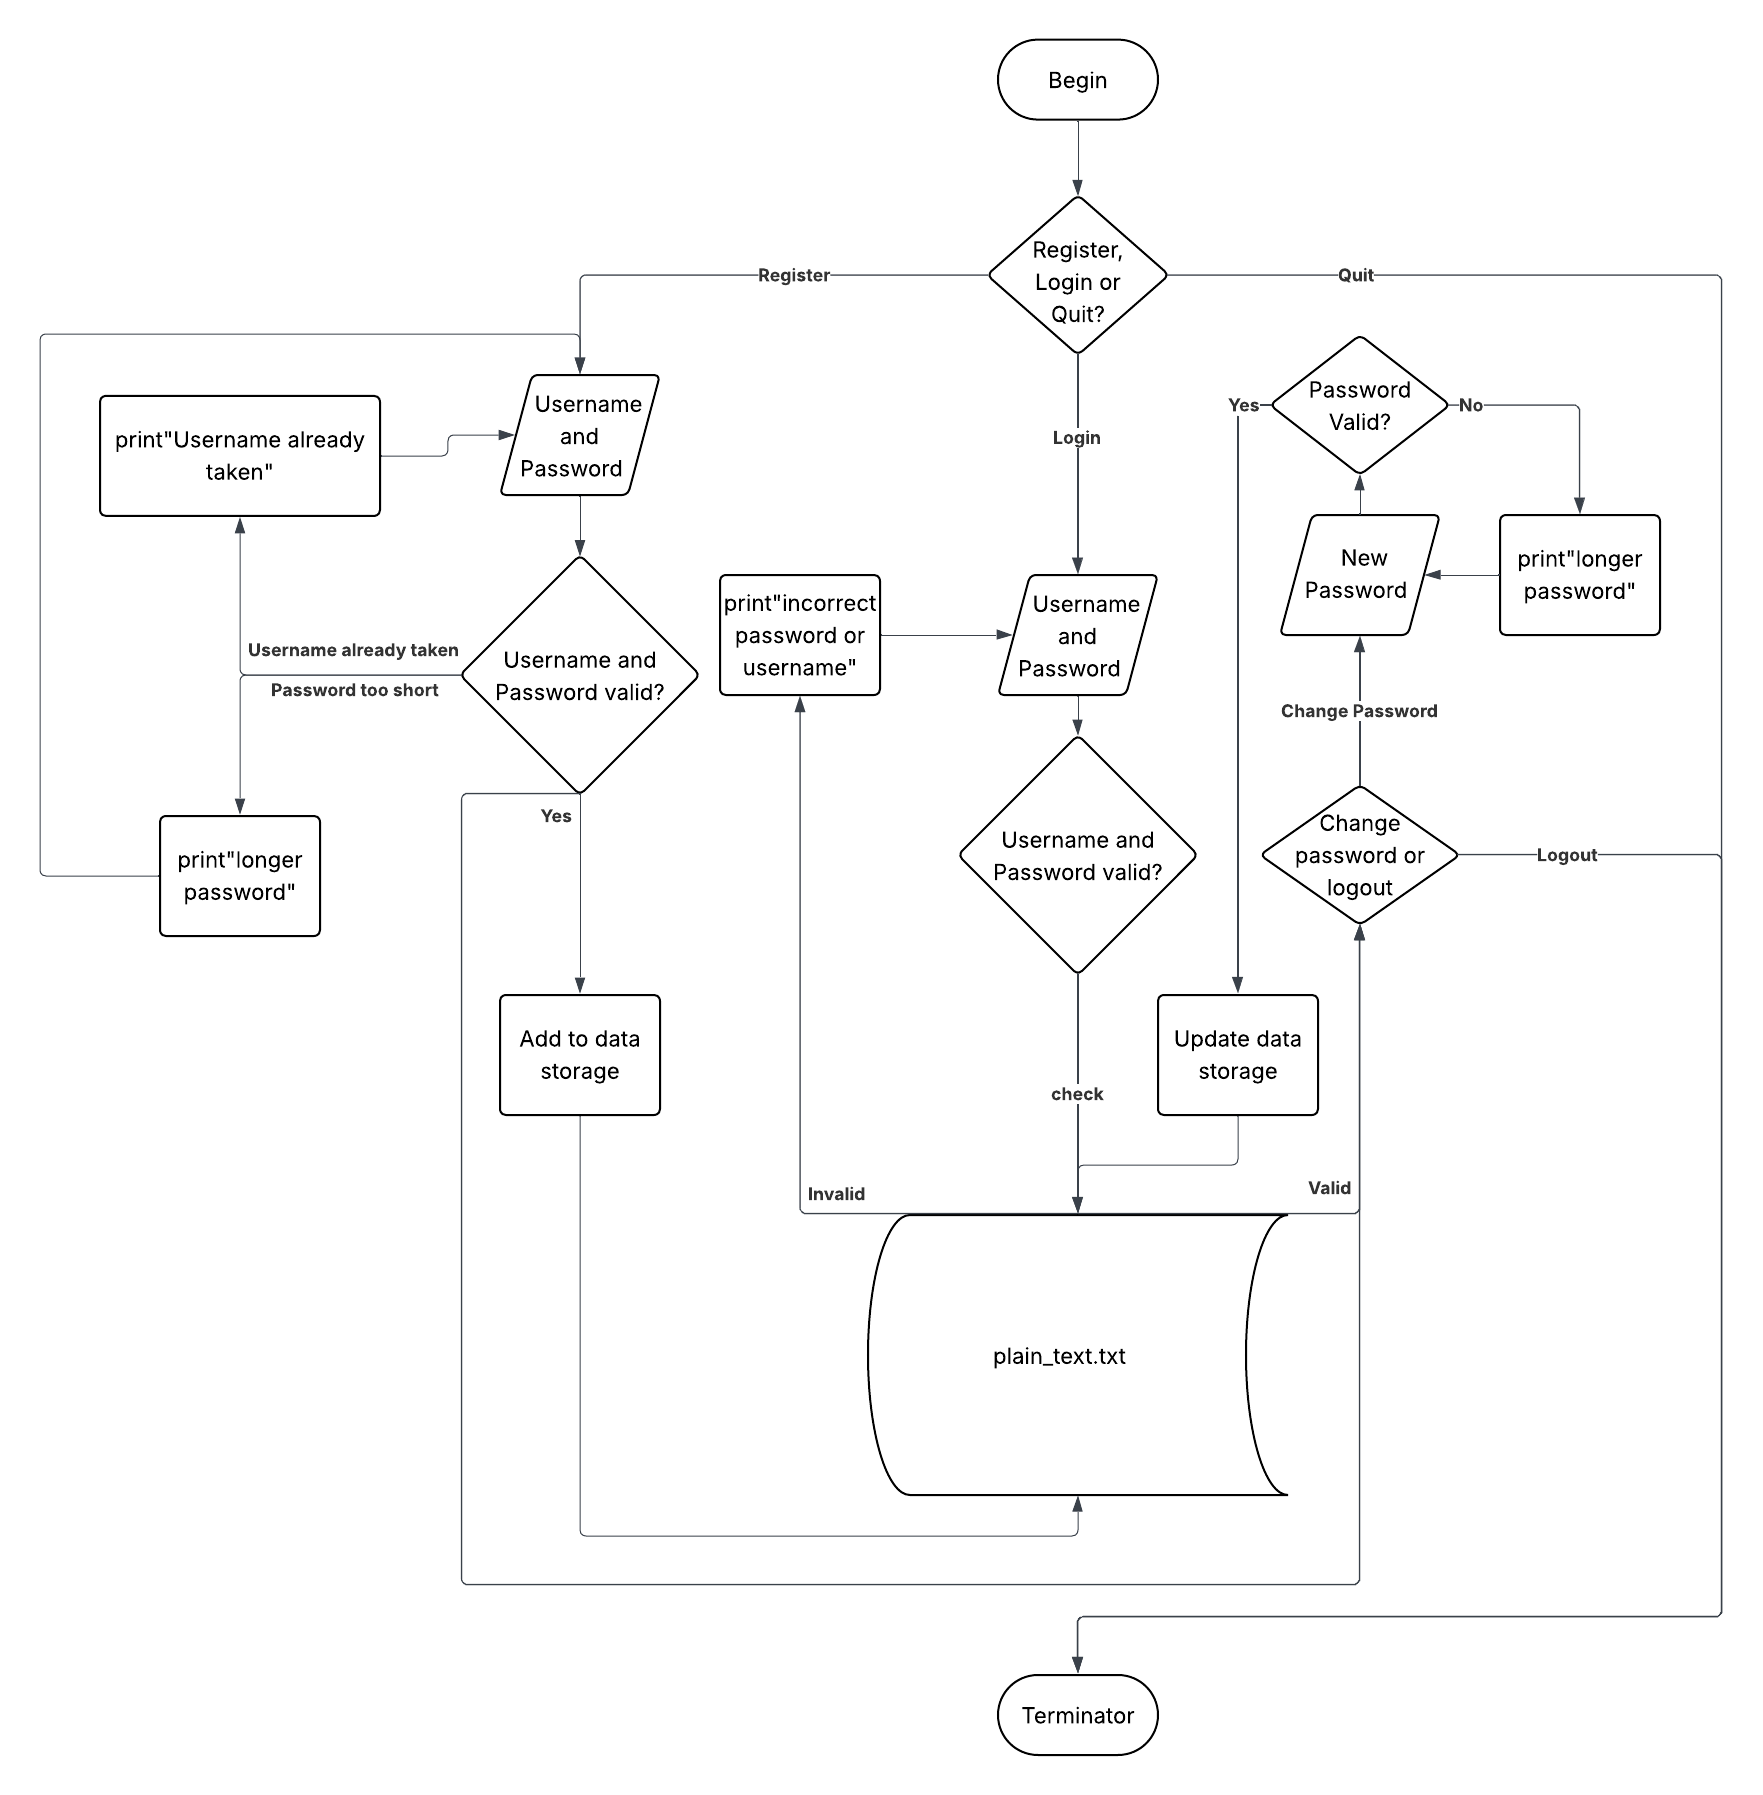 Begin
Register,
Login or
Quit?
Register
Quit
Login
Username
and
Password
print"Username already
taken"
Username already taken
Password too short
Username and
Password valid?
Yes
print"longer
password"
Add to data
storage
print"incorrect
password or
username"
Username
and
Password
Username and
Password valid?
check
Invalid
Valid
Password
Valid?
Yes
No
New
Password
print"longer
password"
Change Password
Change
password or
logout
Logout
Update data
storage
plain_text.txt
Terminator